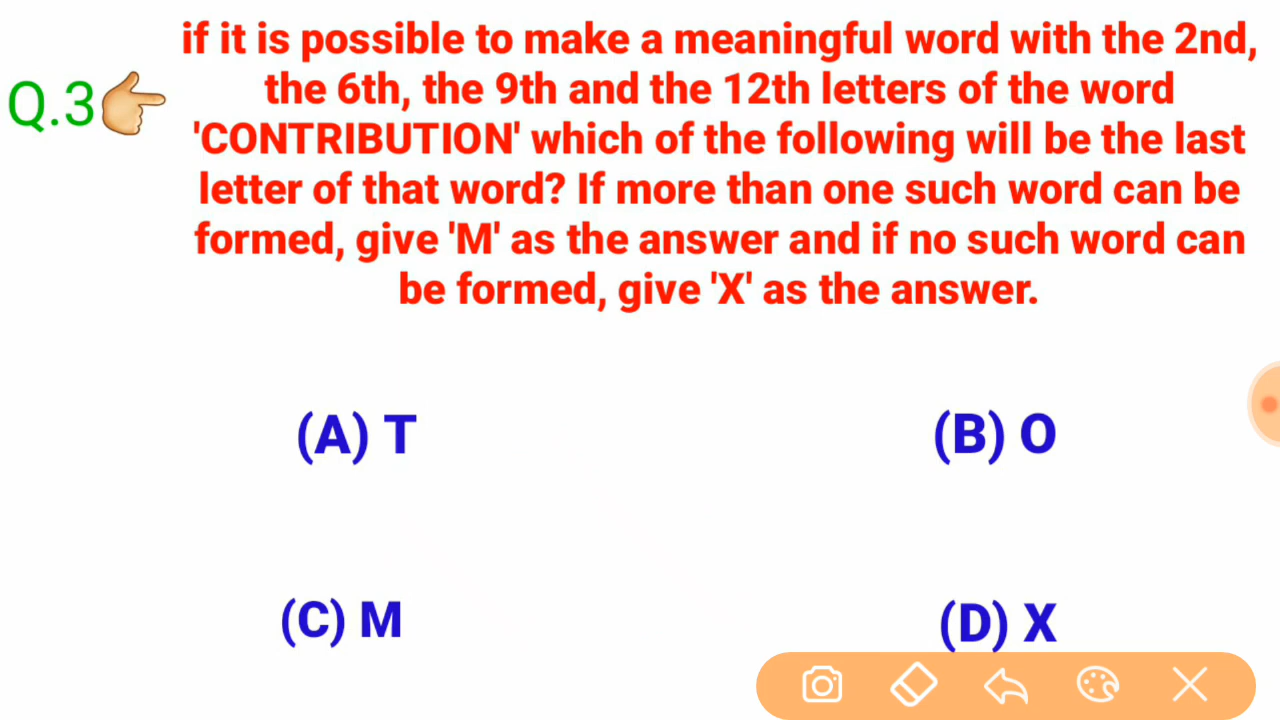 if it is possible to make a meaningful word with the 2nd,
Q.3 the 6th, the 9th and the 12th letters of the word
'CONTRIBUTION' which of the following will be the last
letter of that word? If more than one such word can be
formed, give 'M' as the answer and if no such word can
be formed, give 'X' as the answer.
(A) T (B) O
(C) M (D) X